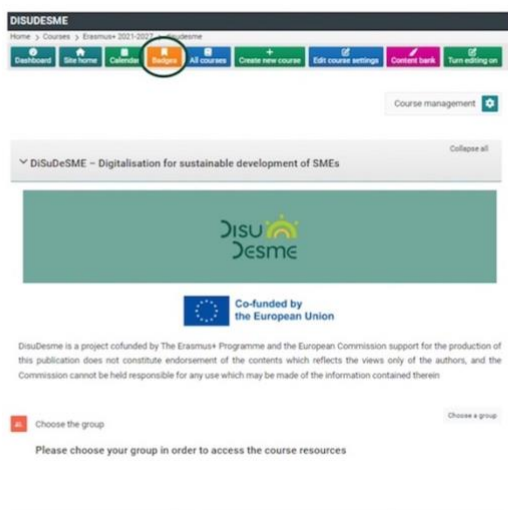 DISUDESME
Home > Courses > Erasmus+ 2021-2027 > disudesme
Dashboard Site home Calendar Badges All courses Create new course Edit course settings Content bank Turn editing on
Course management
Collapse all
DiSuDeSME – Digitalisation for sustainable development of SMEs
Disu
Desme
Co-funded by
the European Union
DisuDesme is a project cofunded by The Erasmus+ Programme and the European Commission support for the production of
this publication does not constitute endorsement of the contents which reflects the views only of the authors, and the
Commission cannot be held responsible for any use which may be made of the information contained therein
Choose a group
Choose the group
Please choose your group in order to access the course resources